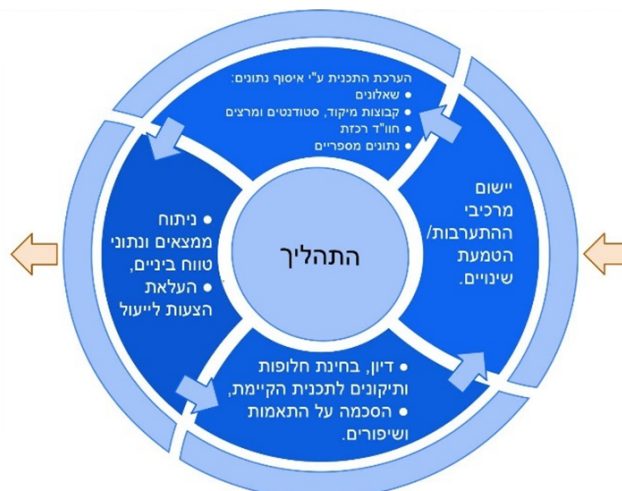 הערכת התכנית ע"י איסוף נתונים:
● שאלונים
● קבוצות מיקוד, סטודנטים ומרצים
● חוו"ד רכזת
● נתונים מספריים
יישום
מרכיבי
ההתערבות/
הטמעת
שינויים.
התהליך
● ניתוח
ממצאים ונתוני
טווח ביניים,
● העלאת
הצעות לייעול
● דיון, בחינת חלופות
ותיקונים לתכנית הקיימת,
● הסכמה על התאמות
ושיפורים.